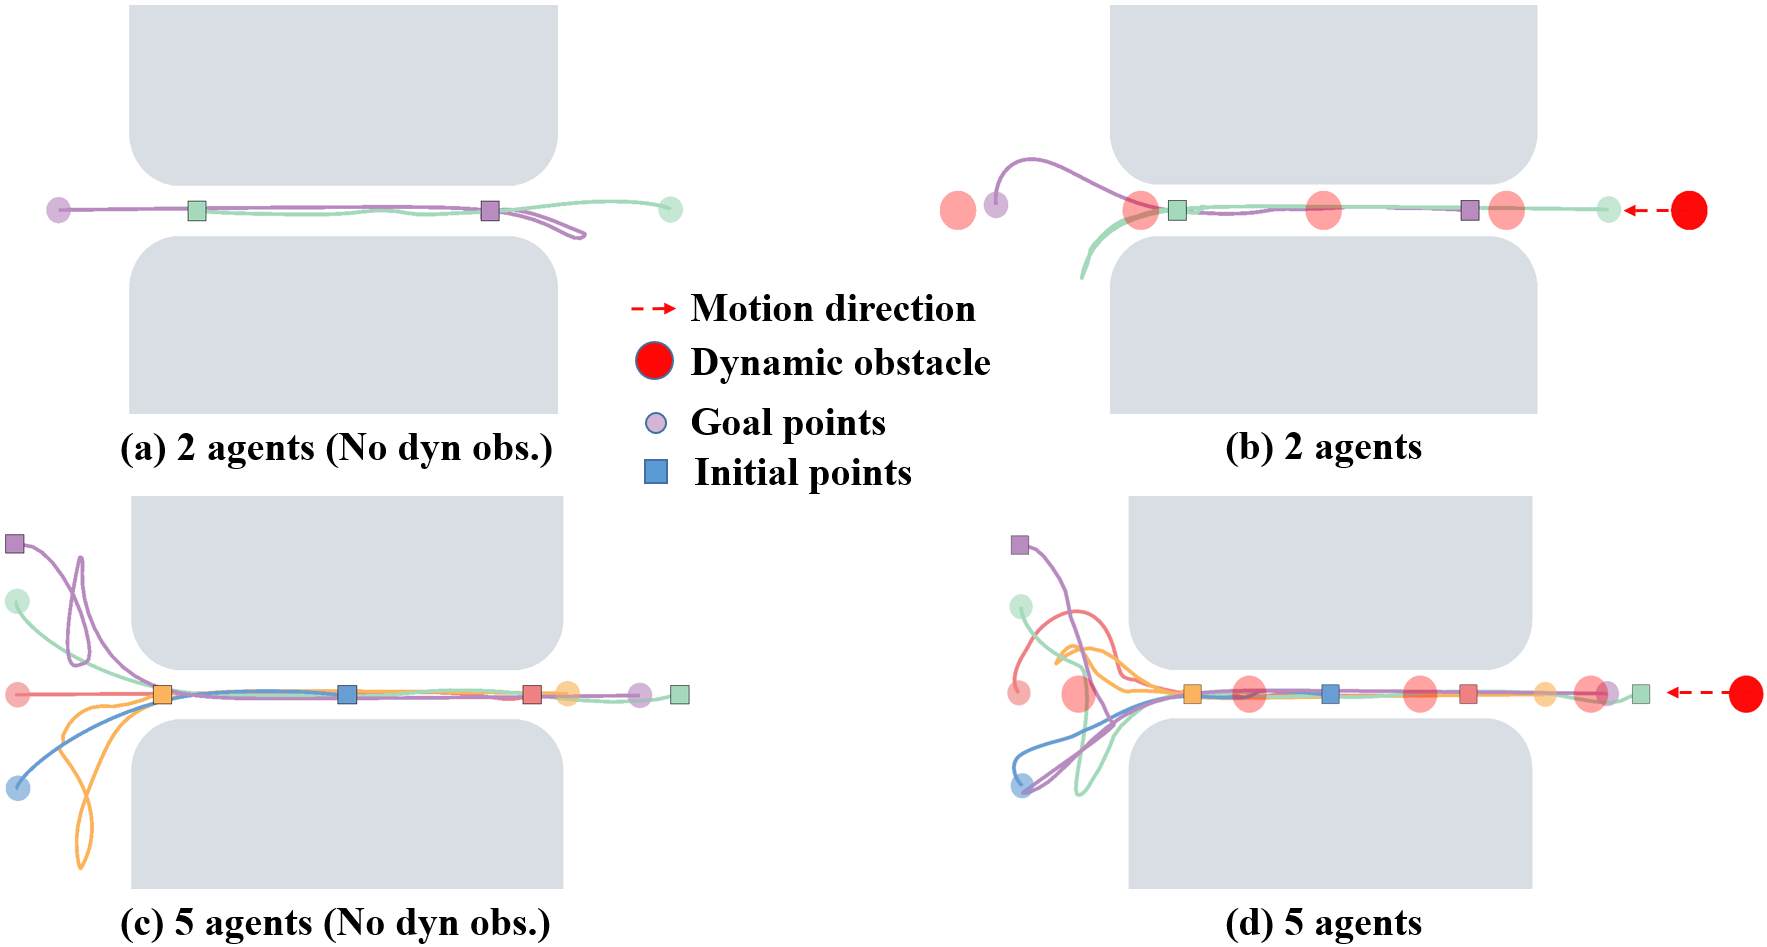 Motion direction
Dynamic obstacle
Goal points
Initial points
(a) 2 agents (No dyn obs.)
(b) 2 agents
(c) 5 agents (No dyn obs.)
(d) 5 agents